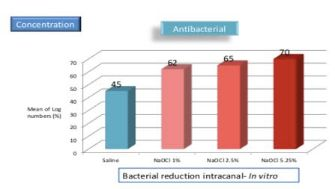 Concentration
Antibacterial
70
65
62
45
70
60
50
40
30
20
10
0
Mean of Log
numbers (%)
Saline
NaOCl 1%
NaOCl 2.5%
NaOCl 5.25%
Bacterial reduction intracanal- In vitro